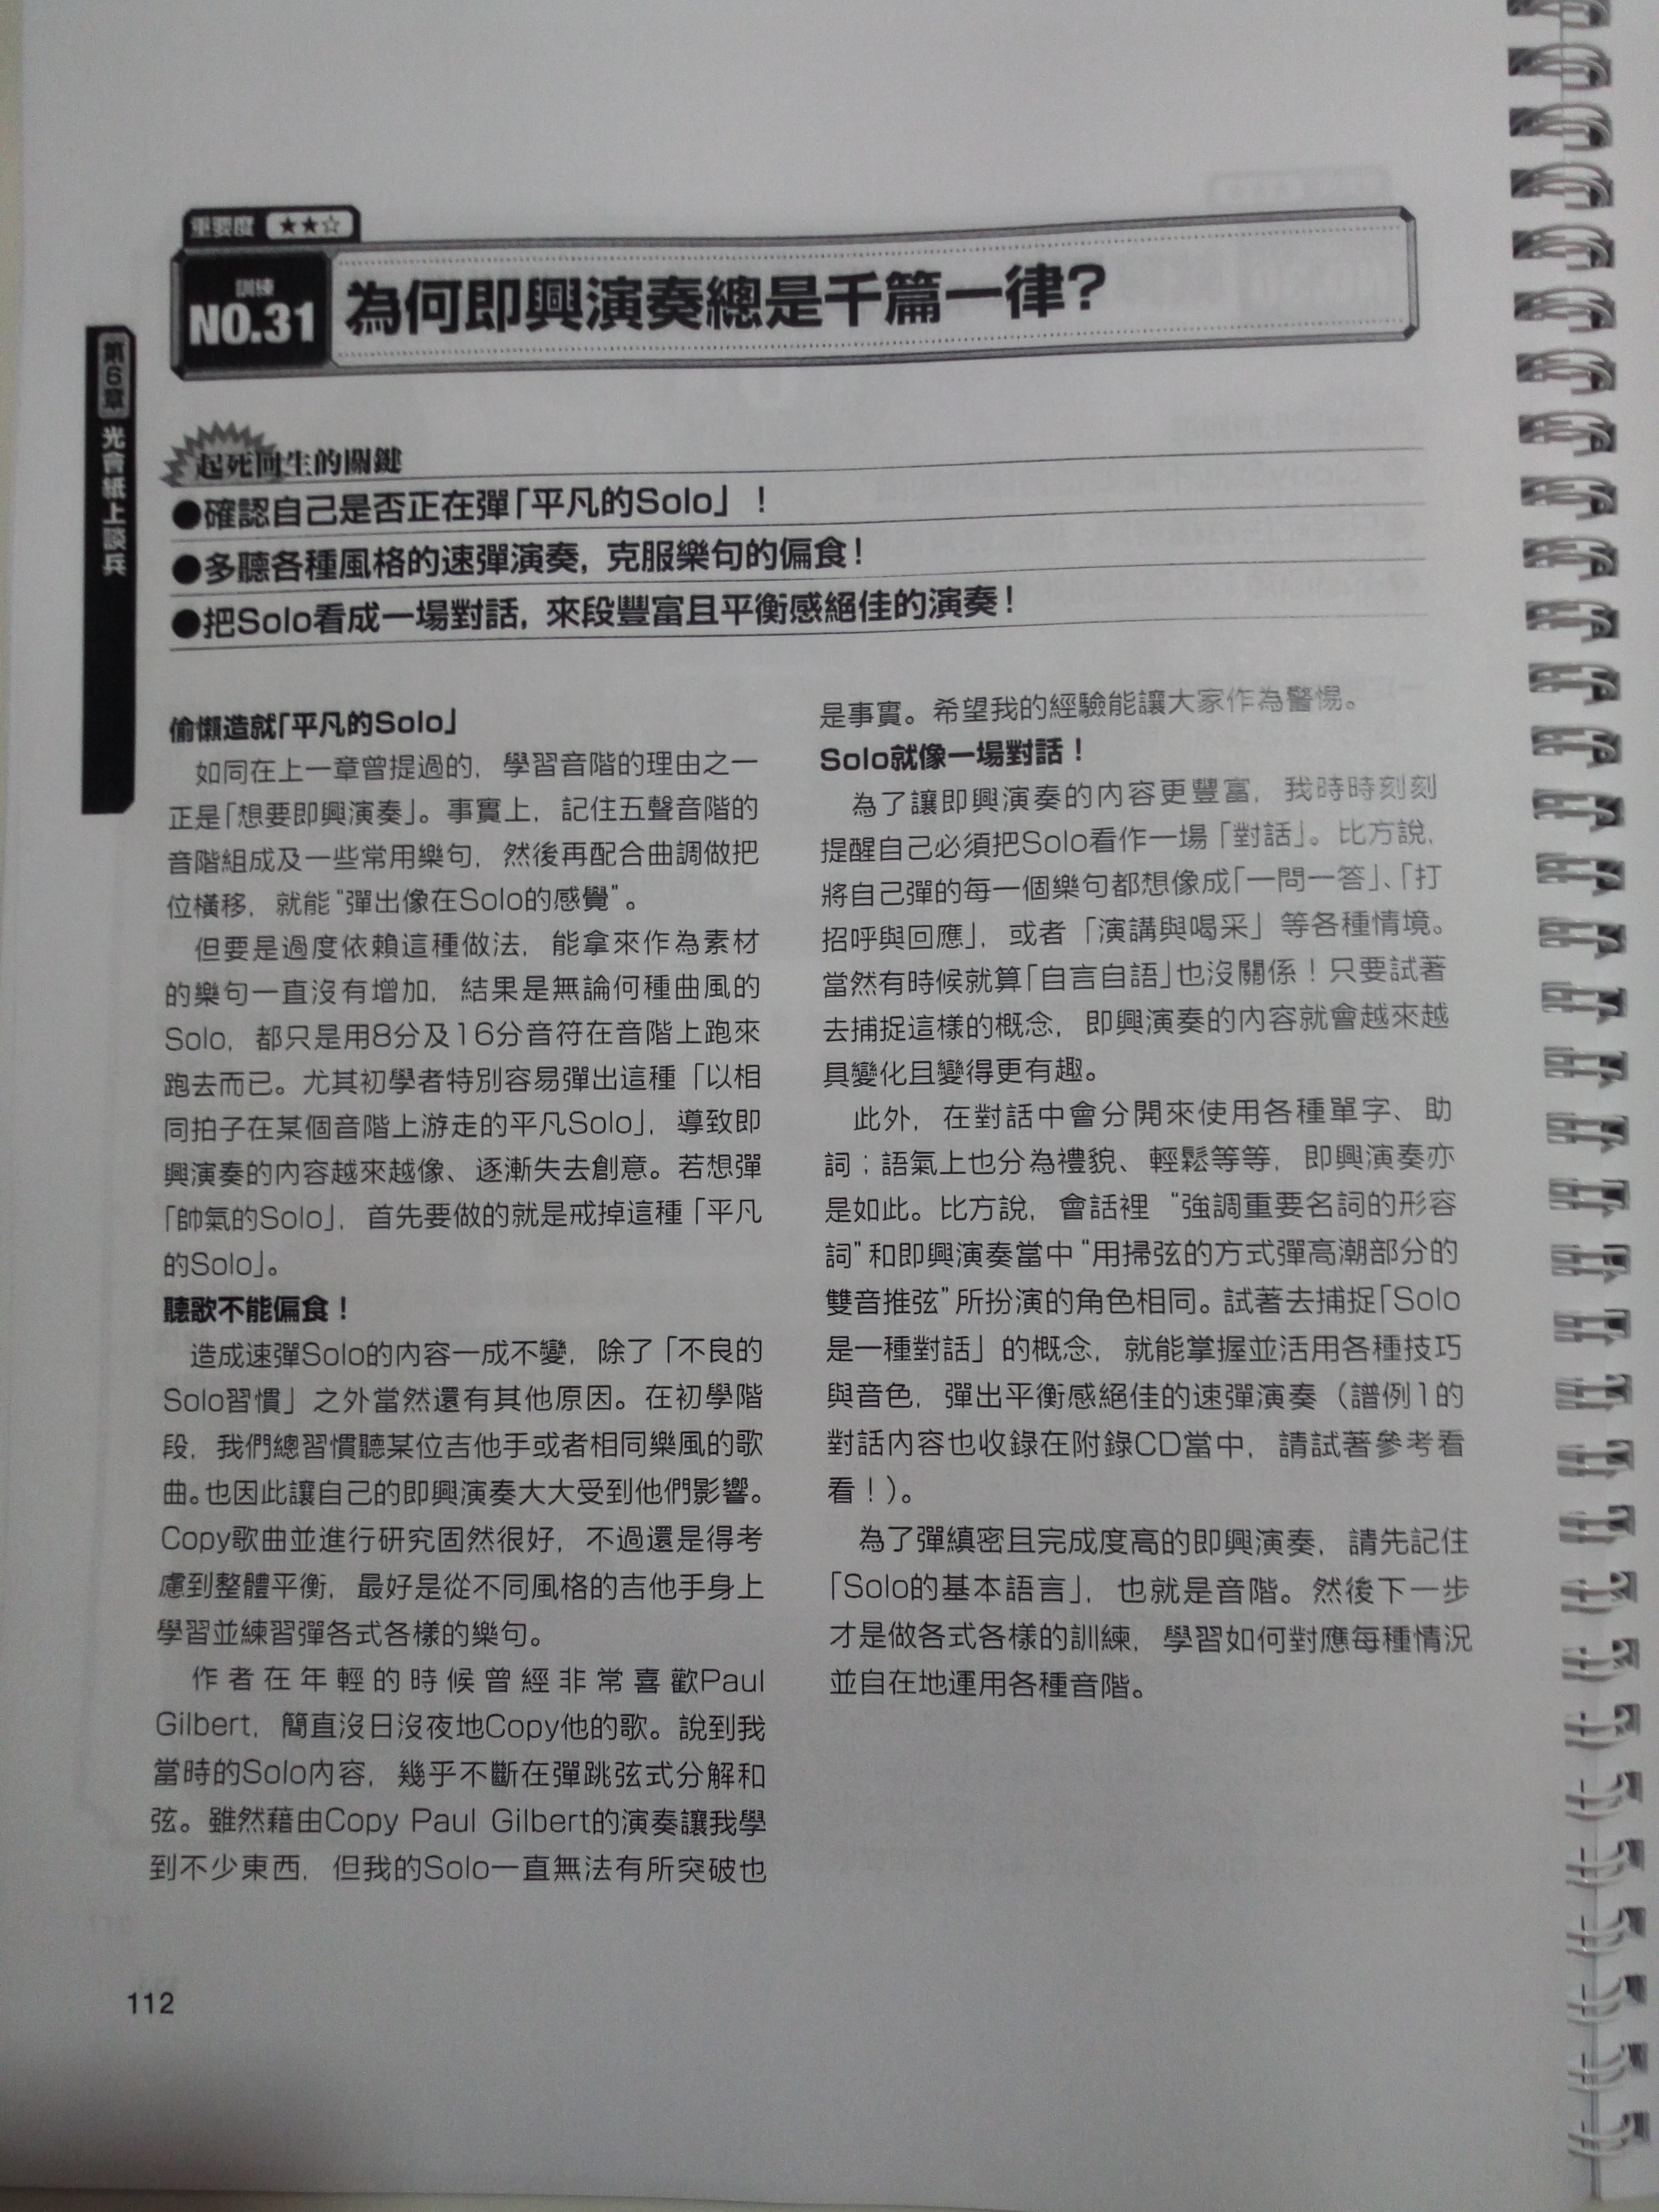 重要度 ★★☆
訓練
NO.31
為何即興演奏總是千篇一律?
第6章 光會紙上談兵
起死回生的關鍵
●確認自己是否正在彈「平凡的Solo」！
●多聽各種風格的速彈演奏，克服樂句的偏食！
●把Solo看成一場對話，來段豐富且平衡感絕佳的演奏！
偷懶造就「平凡的Solo」
如同在上一章曾提過的，學習音階的理由之一
正是「想要即興演奏」。事實上，記住五聲音階的
音階組成及一些常用樂句，然後再配合曲調做把
位橫移，就能“彈出像在Solo的感覺”。
但要是過度依賴這種做法，能拿來作為素材
的樂句一直沒有增加，結果是無論何種曲風的
Solo，都只是用8分及16分音符在音階上跑來
跑去而已。尤其初學者特別容易彈出這種「以相
同拍子在某個音階上游走的平凡Solo」，導致即
興演奏的內容越來越像、逐漸失去創意。若想彈
「帥氣的Solo」，首先要做的就是戒掉這種「平凡
的Solo」。
聽歌不能偏食！
造成速彈Solo的內容一成不變，除了「不良的
Solo習慣」之外當然還有其他原因。在初學階
段，我們總習慣聽某位吉他手或者相同樂風的歌
曲。也因此讓自己的即興演奏大大受到他們影響。
Copy歌曲並進行研究固然很好，不過還是得考
慮到整體平衡，最好是從不同風格的吉他手身上
學習並練習彈各式各樣的樂句。
作者在年輕的時候曾經非常喜歡Paul
Gilbert，簡直沒日沒夜地Copy他的歌。說到我
當時的Solo內容，幾乎不斷在彈跳弦式分解和
弦。雖然藉由Copy Paul Gilbert的演奏讓我學
到不少東西，但我的Solo一直無法有所突破也
是事實。希望我的經驗能讓大家作為警惕。
Solo就像一場對話！
為了讓即興演奏的內容更豐富，我時時刻刻
提醒自己必須把Solo看作一場「對話」。比方說，
將自己彈的每一個樂句都想像成「一問一答」、「打
招呼與回應」，或者「演講與喝采」等各種情境。
當然有時候就算「自言自語」也沒關係！只要試著
去捕捉這樣的概念，即興演奏的內容就會越來越
具變化且變得更有趣。
此外，在對話中會分開來使用各種單字、助
詞；語氣上也分為禮貌、輕鬆等等，即興演奏亦
是如此。比方說，會話裡“強調重要名詞的形容
詞”和即興演奏當中“用掃弦的方式彈高潮部分的
雙音推弦”所扮演的角色相同。試著去捕捉「Solo
是一種對話」的概念，就能掌握並活用各種技巧
與音色，彈出平衡感絕佳的速彈演奏（譜例1的
對話內容也收錄在附錄CD當中，請試著參考看
看！）。
為了彈縝密且完成度高的即興演奏，請先記住
「Solo的基本語言」，也就是音階。然後下一步
才是做各式各樣的訓練，學習如何對應每種情況
並自在地運用各種音階。
112